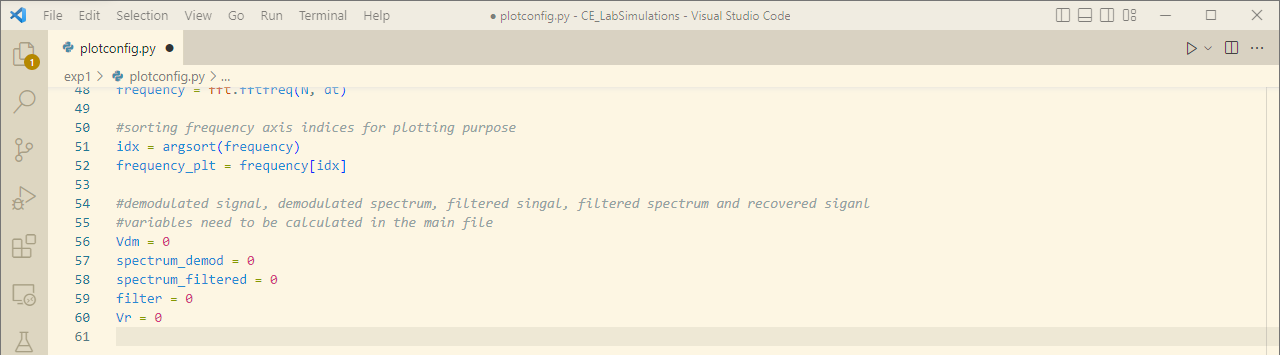 File Edit Selection View Go Run Terminal Help ● plotconfig.py - CE_LabSimulations - Visual Studio Code
plotconfig.py ●
1
exp1 > plotconfig.py > ...
48 frequency = fft.fftfreq(N, dt)
49
50 #sorting frequency axis indices for plotting purpose
51 idx = argsort(frequency)
52 frequency_plt = frequency[idx]
53
54 #demodulated signal, demodulated spectrum, filtered singal, filtered spectrum and recovered siganl
55 #variables need to be calculated in the main file
56 Vdm = 0
57 spectrum_demod = 0
58 spectrum_filtered = 0
59 filter = 0
60 Vr = 0
61